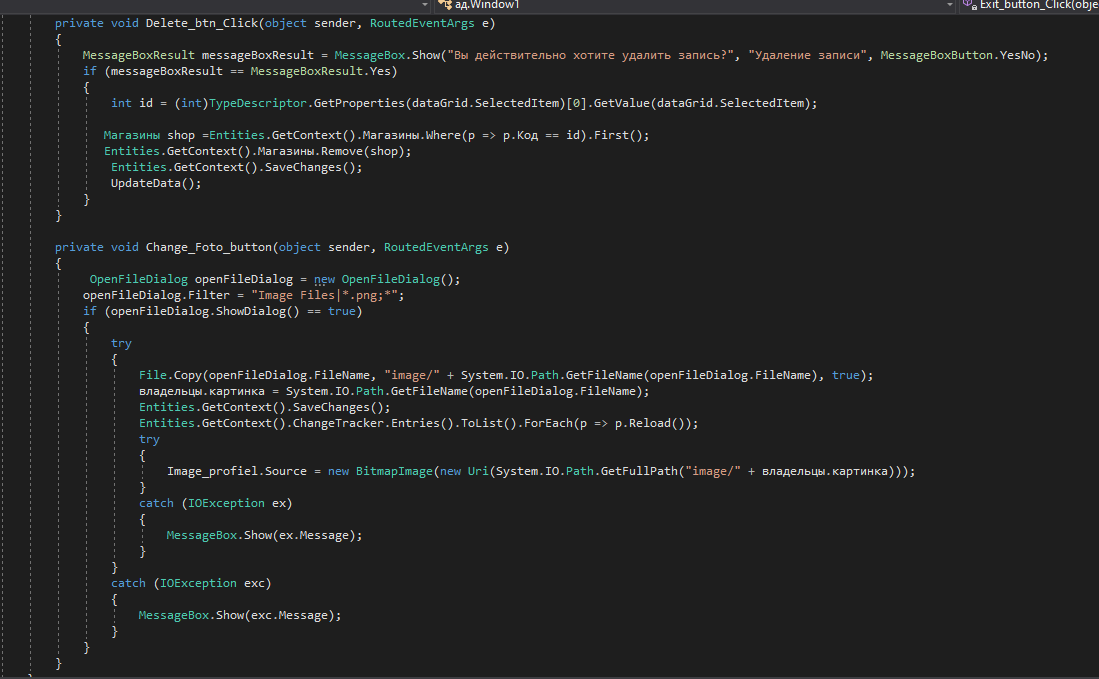 ад.Window1
Exit_button_Click(obje
private void Delete_btn_Click(object sender, RoutedEventArgs e)
{
MessageBoxResult messageBoxResult = MessageBox.Show("Вы действительно хотите удалить запись?", "Удаление записи", MessageBoxButton.YesNo);
if (messageBoxResult == MessageBoxResult.Yes)
{
int id = (int)TypeDescriptor.GetProperties(dataGrid.SelectedItem)[0].GetValue(dataGrid.SelectedItem);
Магазины shop =Entities.GetContext().Магазины.Where(p => p.Код == id).First();
Entities.GetContext().Магазины.Remove(shop);
Entities.GetContext().SaveChanges();
UpdateData();
}
}
private void Change_Foto_button(object sender, RoutedEventArgs e)
{
OpenFileDialog openFileDialog = new OpenFileDialog();
openFileDialog.Filter = "Image Files|*.png;*";
if (openFileDialog.ShowDialog() == true)
{
try
{
File.Copy(openFileDialog.FileName, "image/" + System.IO.Path.GetFileName(openFileDialog.FileName), true);
владельцы.картинка = System.IO.Path.GetFileName(openFileDialog.FileName);
Entities.GetContext().SaveChanges();
Entities.GetContext().ChangeTracker.Entries().ToList().ForEach(p => p.Reload());
try
{
Image_profiel.Source = new BitmapImage(new Uri(System.IO.Path.GetFullPath("image/" + владельцы.картинка)));
}
catch (IOException ex)
{
MessageBox.Show(ex.Message);
}
}
catch (IOException exc)
{
MessageBox.Show(exc.Message);
}
}
}